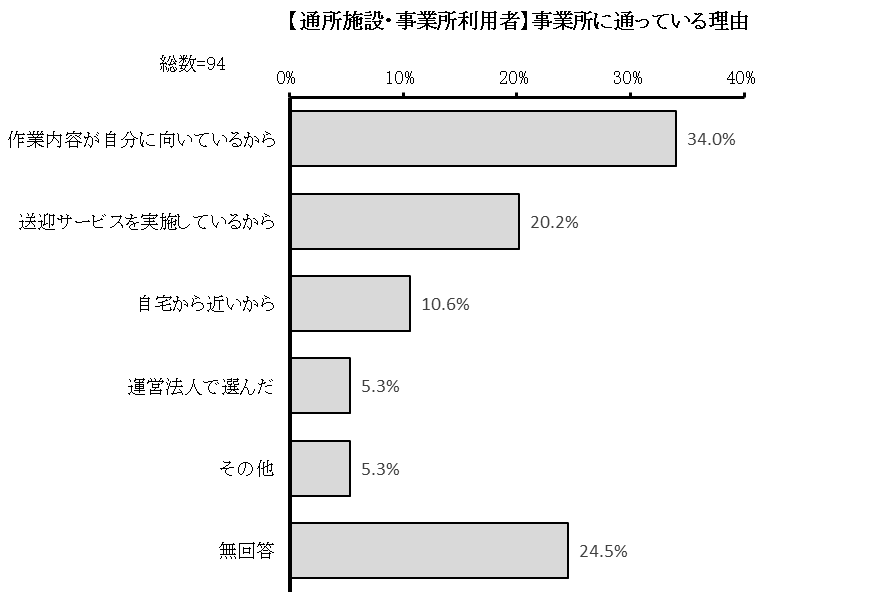 【通所施設・事業所利用者】事業所に通っている理由
総数=94
0% 10% 20% 30% 40%
作業内容が自分に向いているから 34.0%
送迎サービスを実施しているから 20.2%
自宅から近いから 10.6%
運営法人で選んだ 5.3%
その他 5.3%
無回答 24.5%